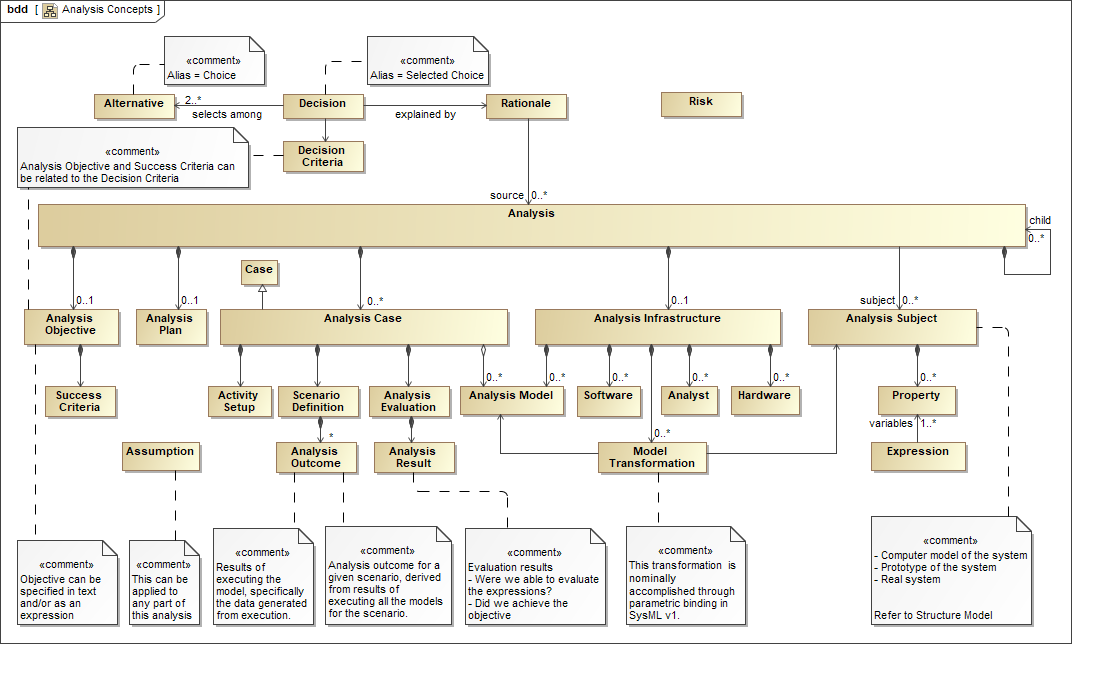 bdd [ Analysis Concepts ]
«comment»
Alias = Choice
«comment»
Alias = Selected Choice
Alternative
2..*
selects among
Decision
explained by
Rationale
Risk
«comment»
Analysis Objective and Success Criteria can
be related to the Decision Criteria
Decision
Criteria
source 0..*
Analysis
child
0..*
Case
0..1
0..1
0..*
0..1
subject 0..*
Analysis
Objective
Analysis
Plan
Analysis Case
Analysis Infrastructure
Analysis Subject
0..*
0..*
0..*
0..*
0..*
0..*
Success
Criteria
Activity
Setup
Scenario
Definition
Analysis
Evaluation
Analysis Model
Software
Analyst
Hardware
Property
variables 1..*
*
0..*
Assumption
Analysis
Outcome
Analysis
Result
Model
Transformation
Expression
«comment»
Objective can be
specified in text
and/or as an
expression
«comment»
This can be
applied to
any part of
this analysis
«comment»
Results of
executing the
model, specifically
the data generated
from execution.
«comment»
Analysis outcome for a
given scenario, derived
from results of
executing all the models
for the scenario.
«comment»
Evaluation results
- Were we able to evaluate
the expressions?
- Did we achieve the
objective
«comment»
This transformation is
nominally
accomplished through
parametric binding in
SysML v1.
«comment»
- Computer model of the system
- Prototype of the system
- Real system
Refer to Structure Model